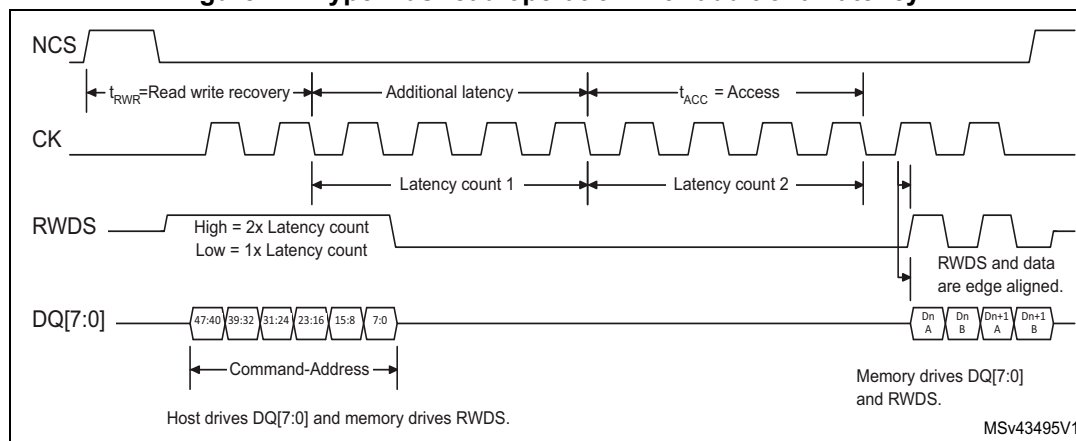 NCS
tRWR=Read write recovery
Additional latency
tACC = Access
CK
Latency count 1
Latency count 2
RWDS
High = 2x Latency count
Low = 1x Latency count
RWDS and data
are edge aligned.
DQ[7:0]
47:40 39:32 31:24 23:16 15:8 7:0
Dn A
Dn B
Dn+1 A
Dn+1 B
Command-Address
Memory drives DQ[7:0]
and RWDS.
Host drives DQ[7:0] and memory drives RWDS.
MSv43495V1